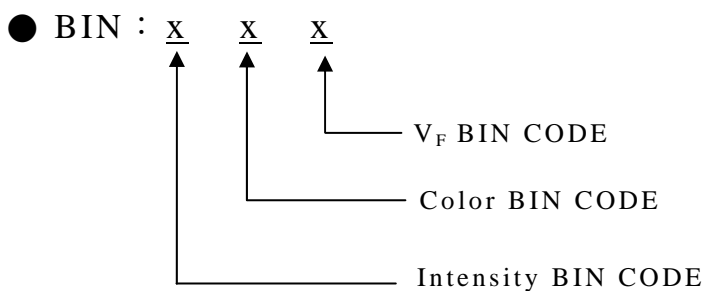 ● BIN : x x x
V_F BIN CODE
Color BIN CODE
Intensity BIN CODE